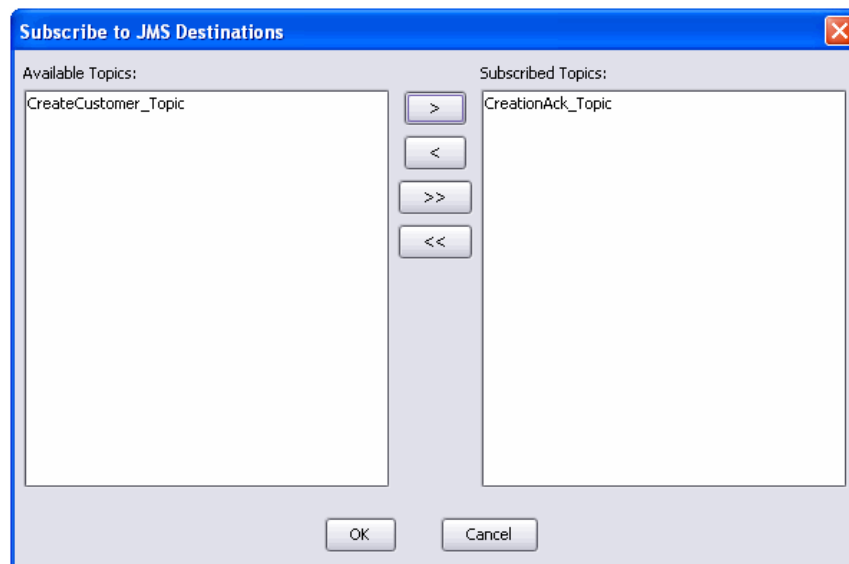 Subscribe to JMS Destinations
Available Topics:
Subscribed Topics:
CreateCustomer_Topic
>
CreationAck_Topic
<
>>
<<
OK
Cancel